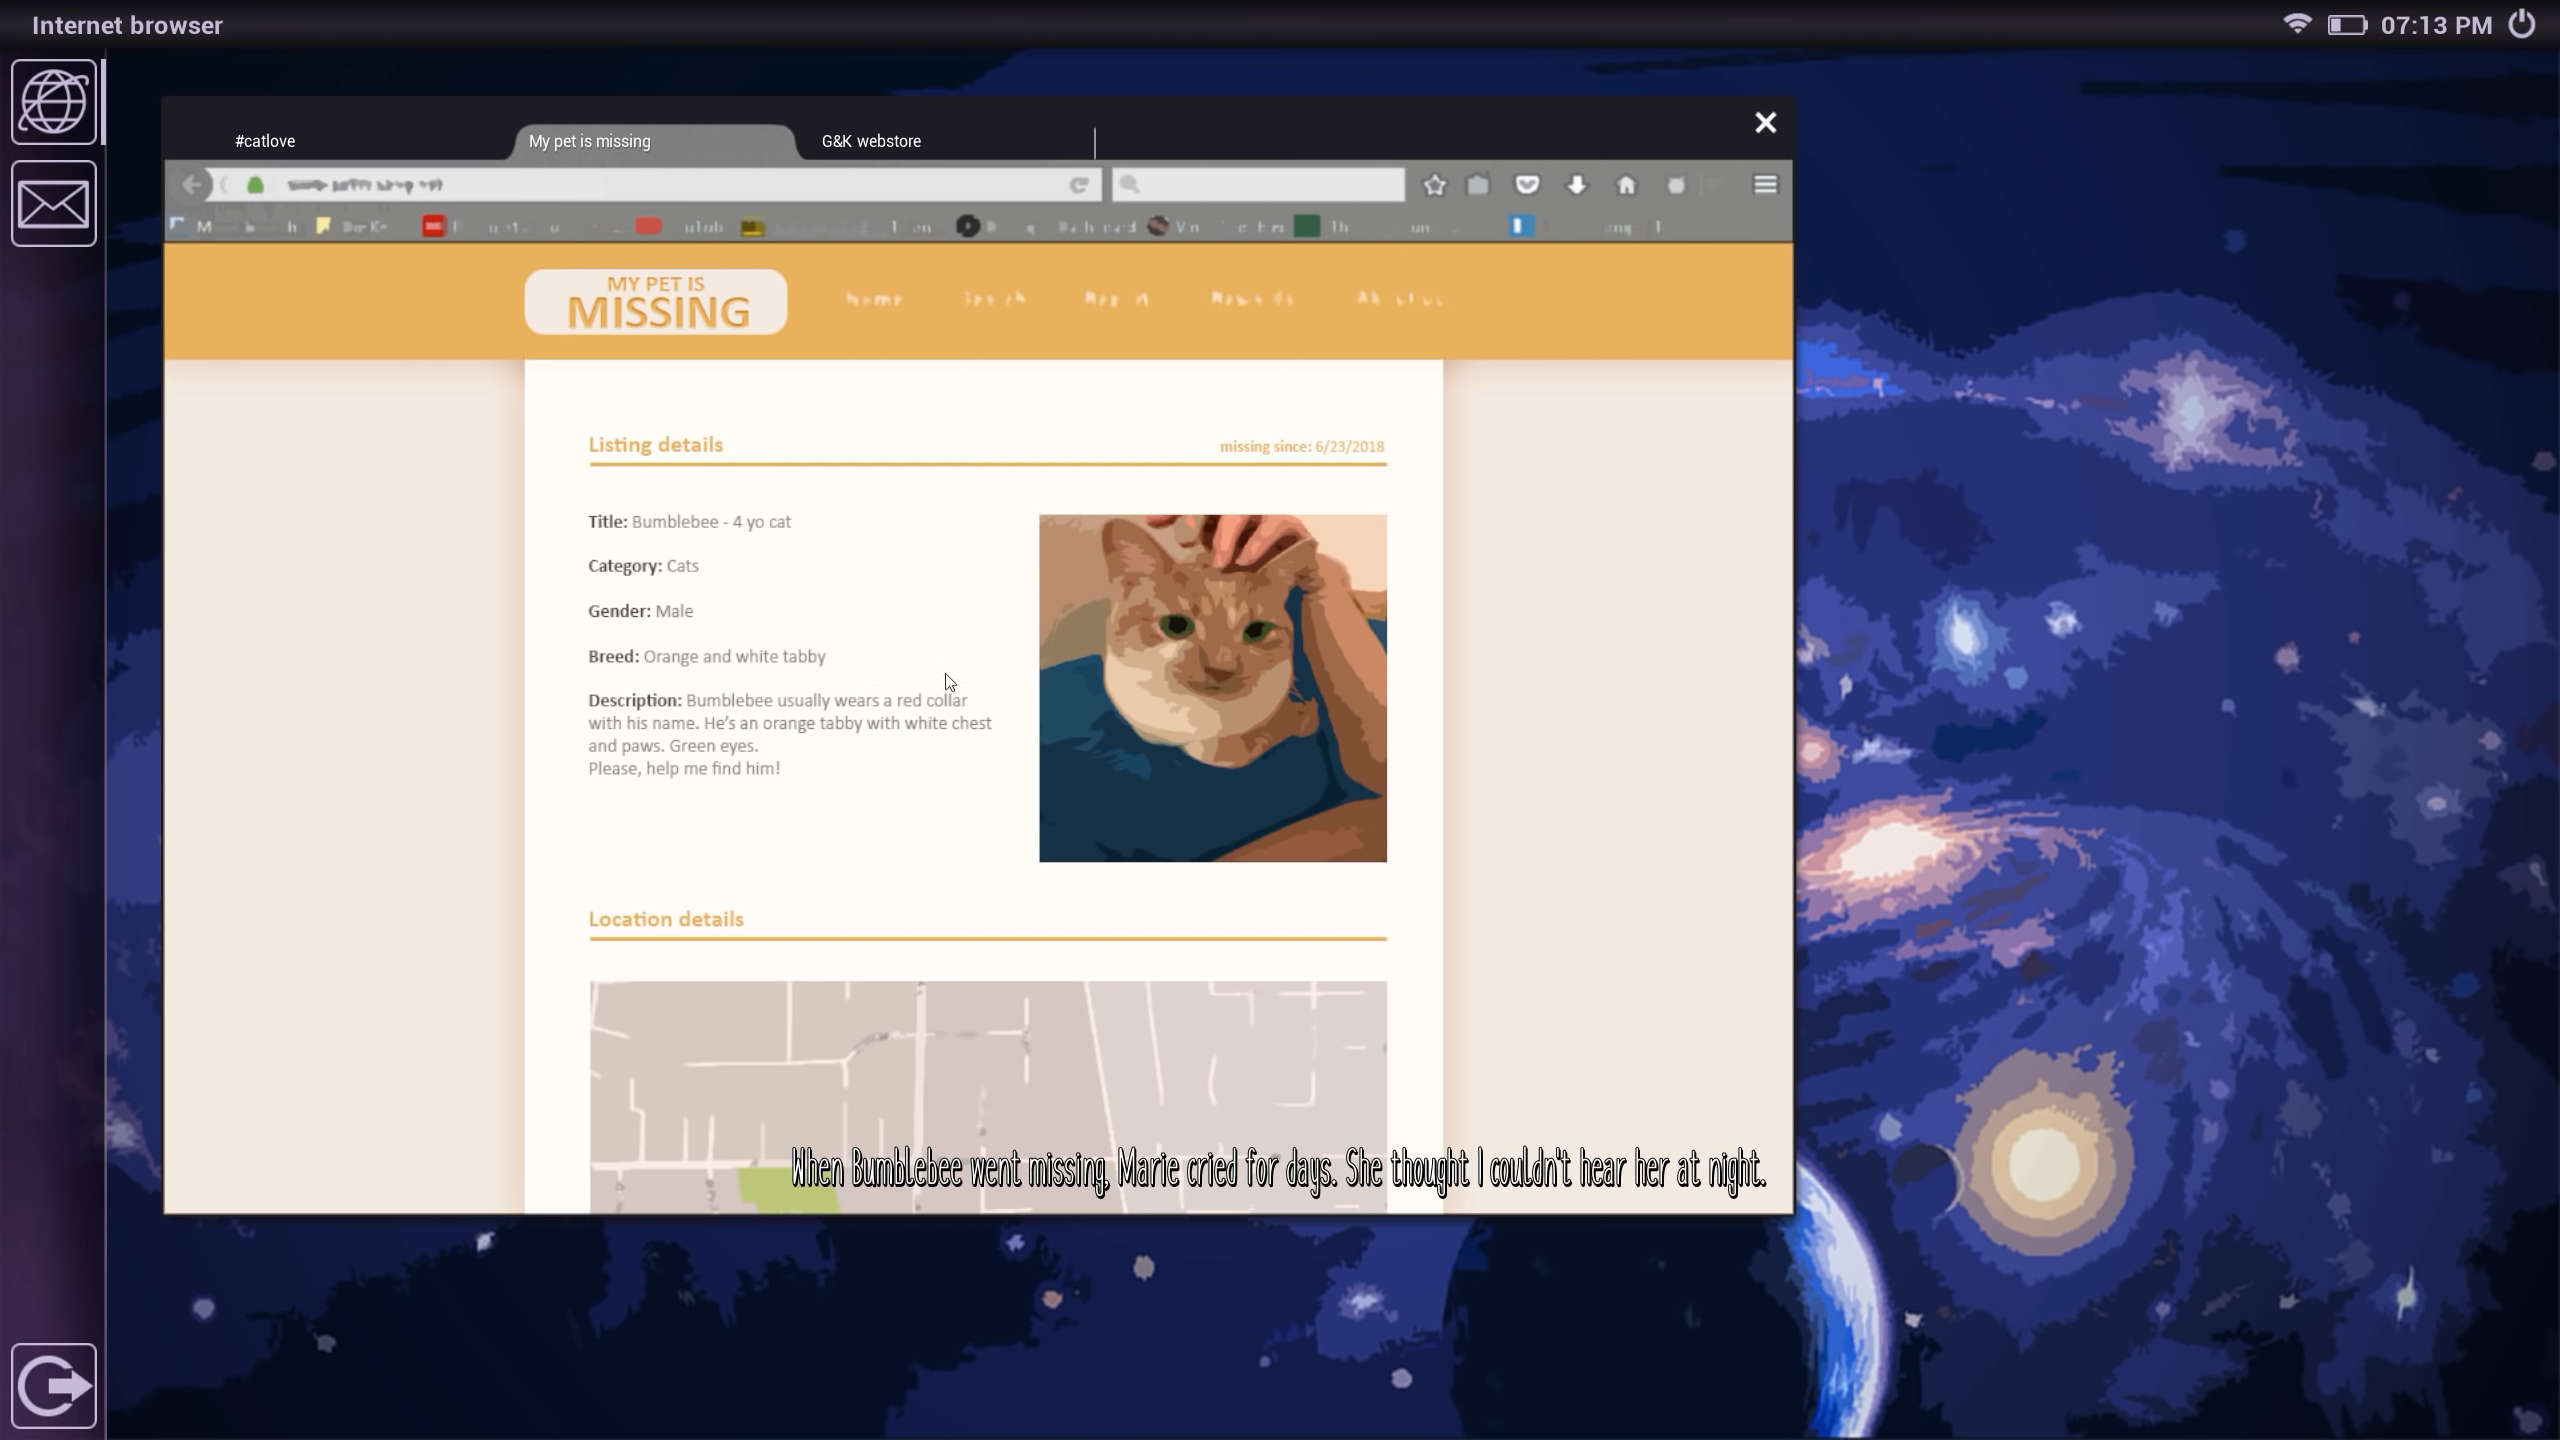 Internet browser
07:13 PM
#catlove
My pet is missing
G&K webstore
MY PET IS
MISSING
Listing details
missing since: 6/23/2018
Title: Bumblebee - 4 yo cat
Category: Cats
Gender: Male
Breed: Orange and white tabby
Description: Bumblebee usually wears a red collar
with his name. He's an orange tabby with white chest
and paws. Green eyes.
Please, help me find him!
Location details
When Bumblebee went missing, Marie cried for days. She thought I couldn't hear her at night.